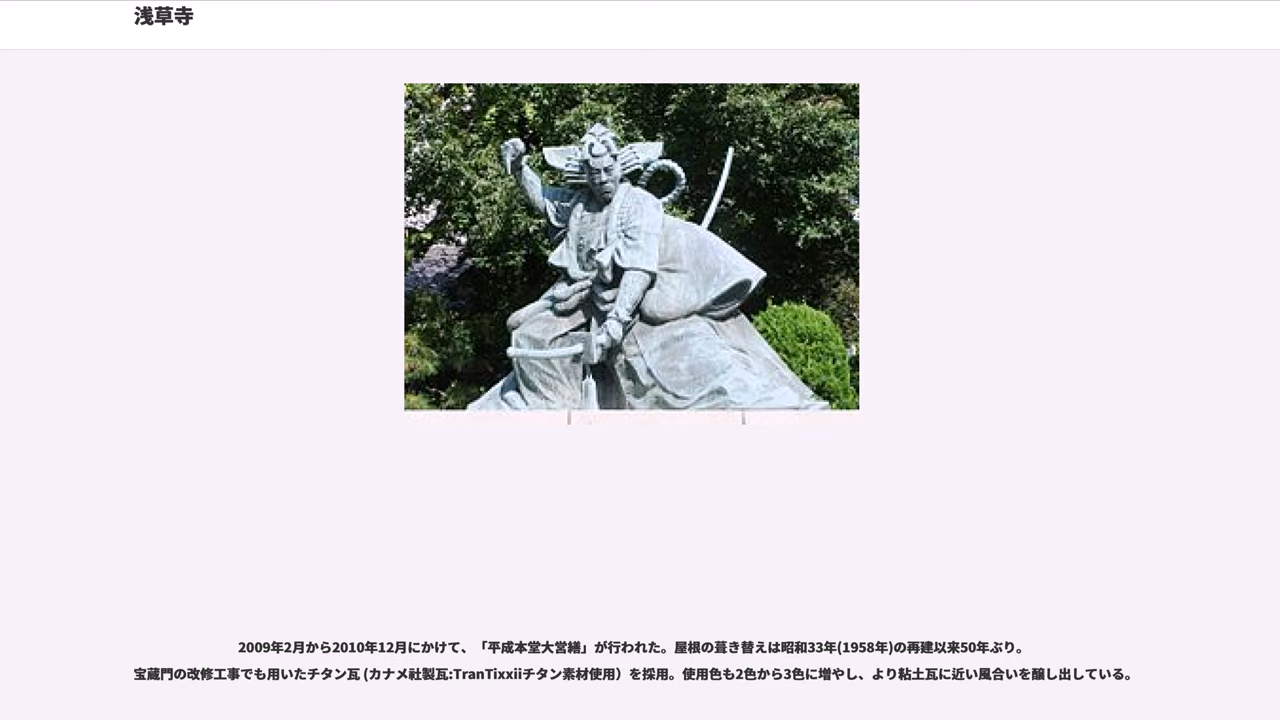 浅草寺
2009年2月から2010年12月にかけて、「平成本堂大営繕」が行われた。屋根の葺き替えは昭和33年(1958年)の再建以来50年ぶり。
宝蔵門の改修工事でも用いたチタン瓦 (カナメ社製瓦:TranTixxiiチタン素材使用）を採用。使用色も2色から3色に増やし、より粘土瓦に近い風合いを醸し出している。